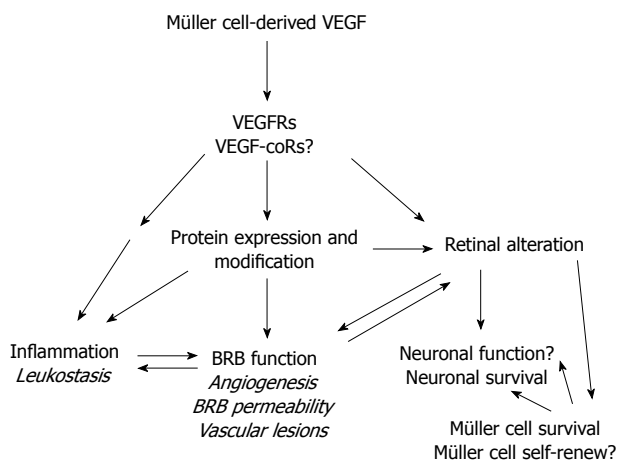 Müller cell-derived VEGF
VEGFRs
VEGF-coRs?
Protein expression and
modification
Retinal alteration
Inflammation
Leukostasis
BRB function
Angiogenesis
BRB permeability
Vascular lesions
Neuronal function?
Neuronal survival
Müller cell survival
Müller cell self-renew?